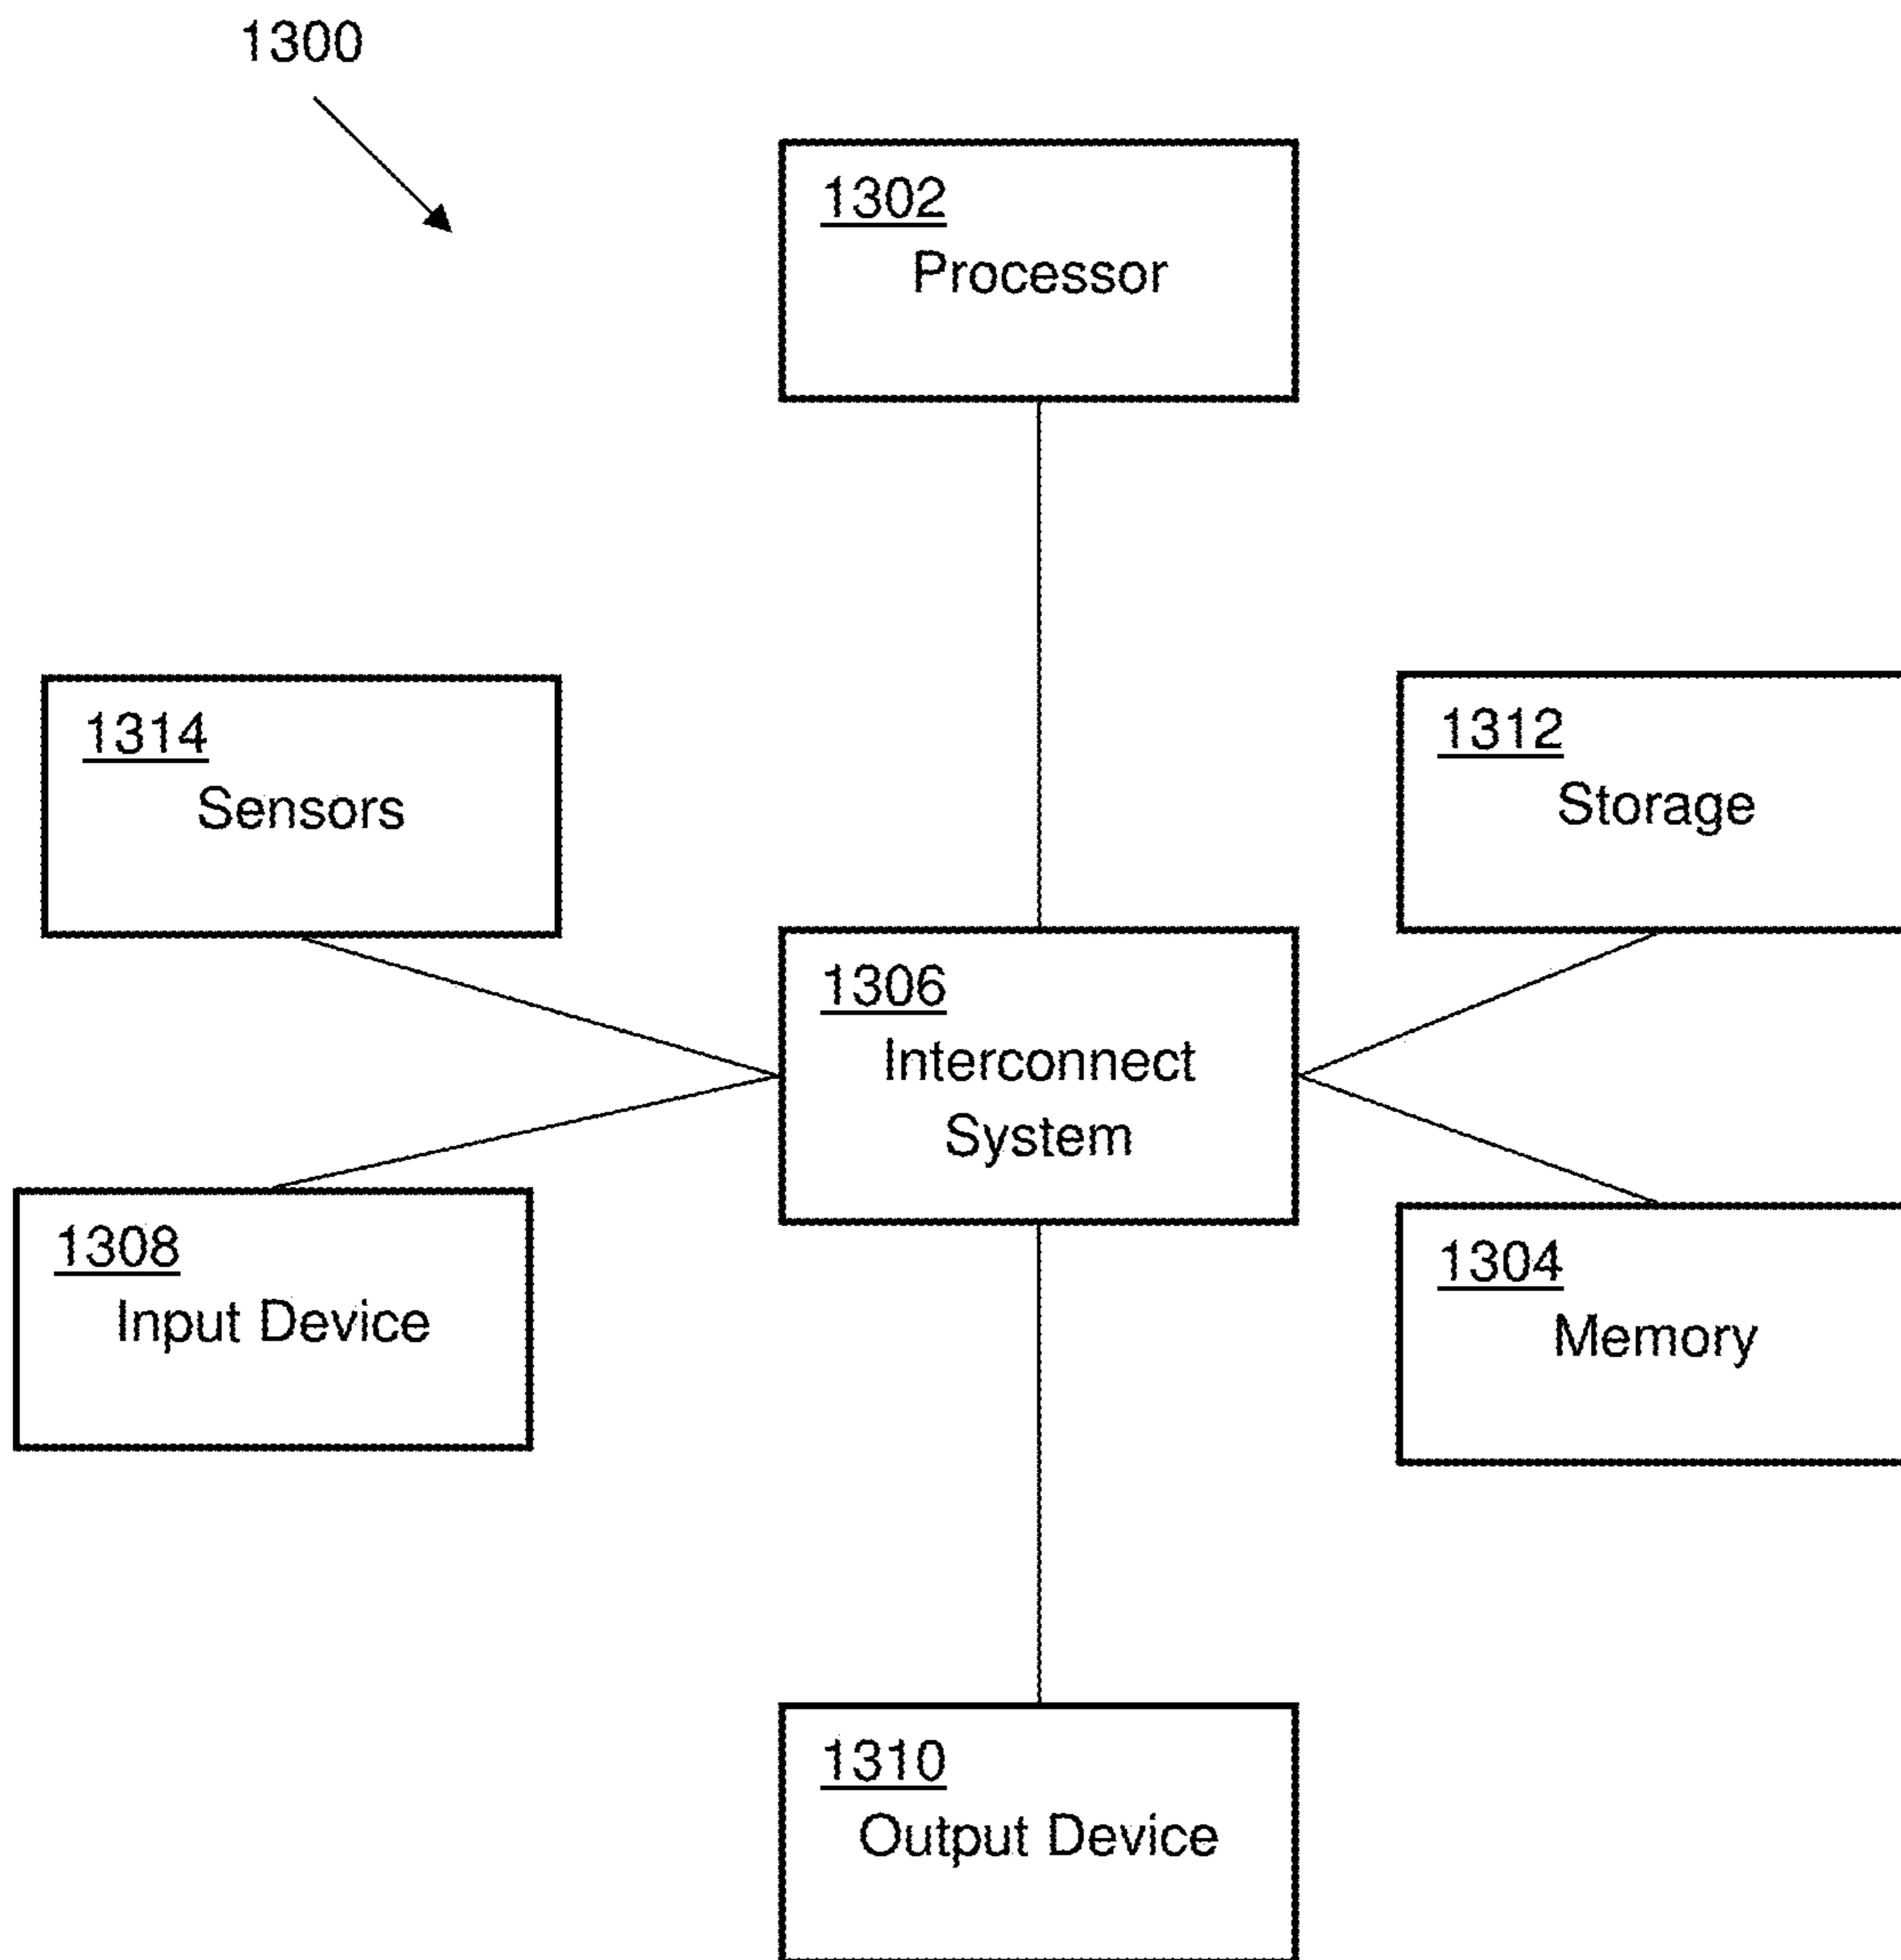 1300
1302
Processor
1314
Sensors
1312
Storage
1306
Interconnect
System
1308
Input Device
1304
Memory
1310
Output Device